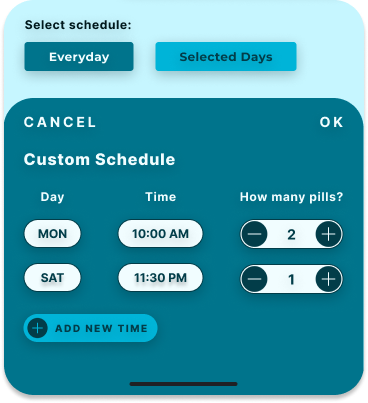 Select schedule:
Everyday Selected Days
CANCEL OK
Custom Schedule
Day Time How many pills?
MON 10:00 AM 2
SAT 11:30 PM 1
ADD NEW TIME